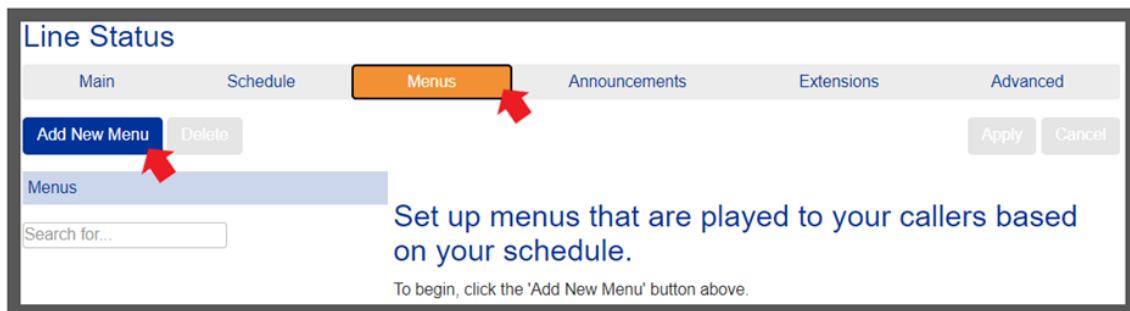 Line Status
Main Schedule Menus Announcements Extensions Advanced
Add New Menu Delete Apply Cancel
Menus
Search for...
Set up menus that are played to your callers based
on your schedule.
To begin, click the 'Add New Menu' button above.